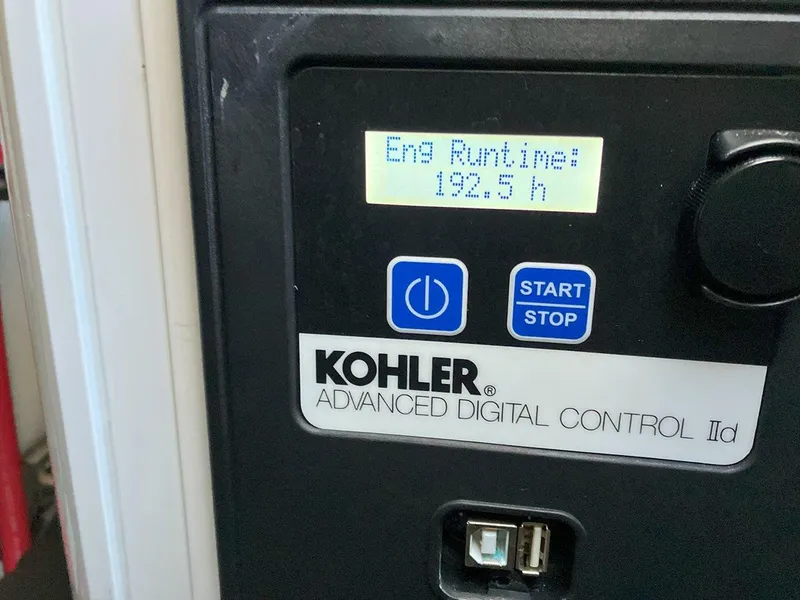 Eng Runtime:
192.5 h
START
STOP
KOHLER®
ADVANCED DIGITAL CONTROL IId